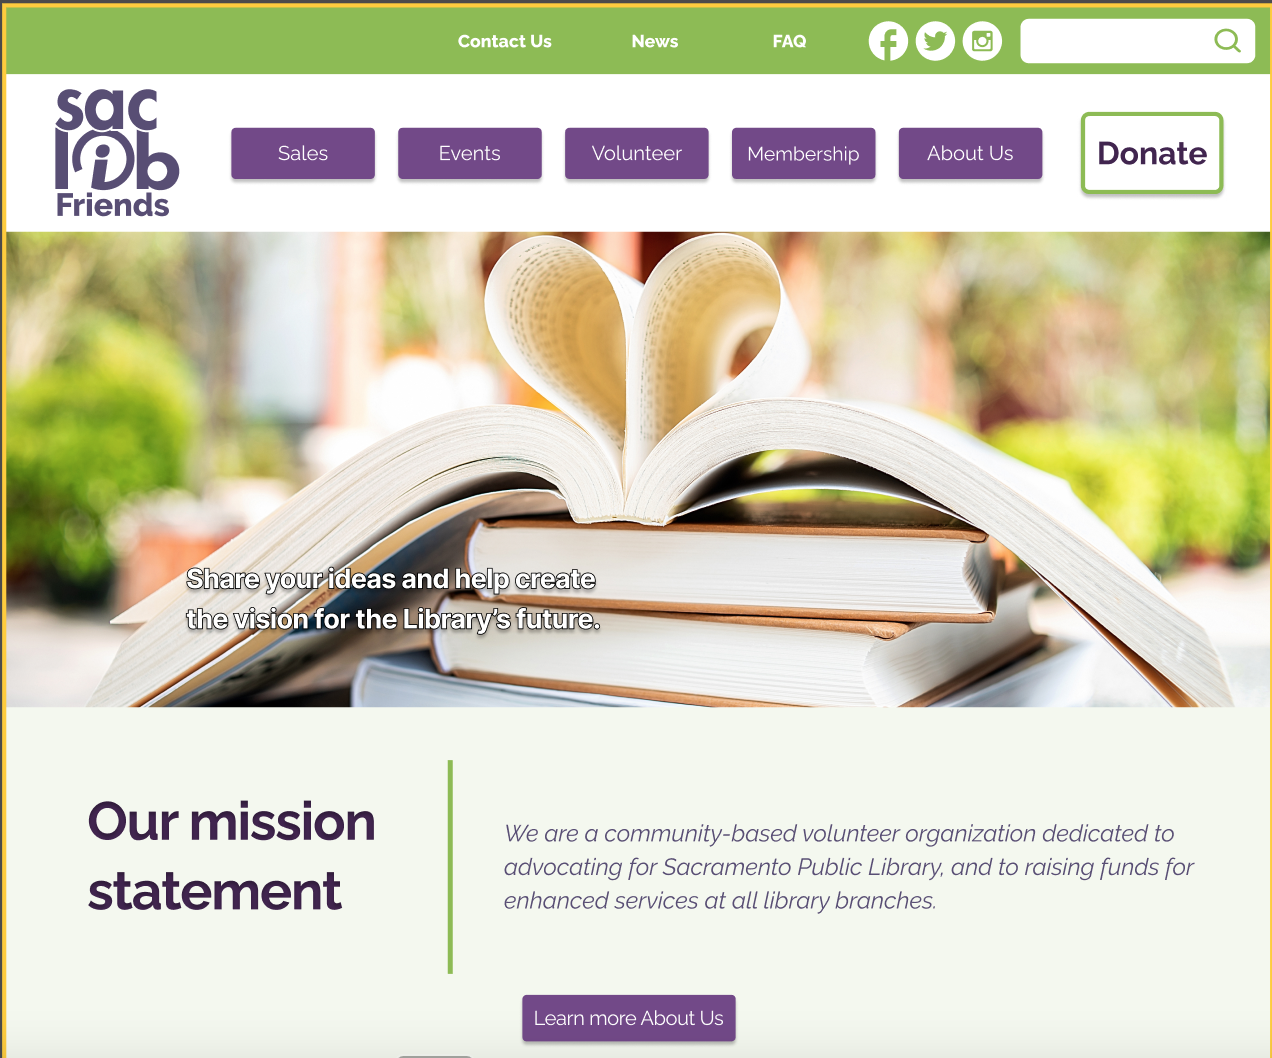 Contact Us
News
FAQ
sac
lib
Friends
Sales
Events
Volunteer
Membership
About Us
Donate
Share your ideas and help create
the vision for the Library’s future.
Our mission
statement
We are a community-based volunteer organization dedicated to
advocating for Sacramento Public Library, and to raising funds for
enhanced services at all library branches.
Learn more About Us